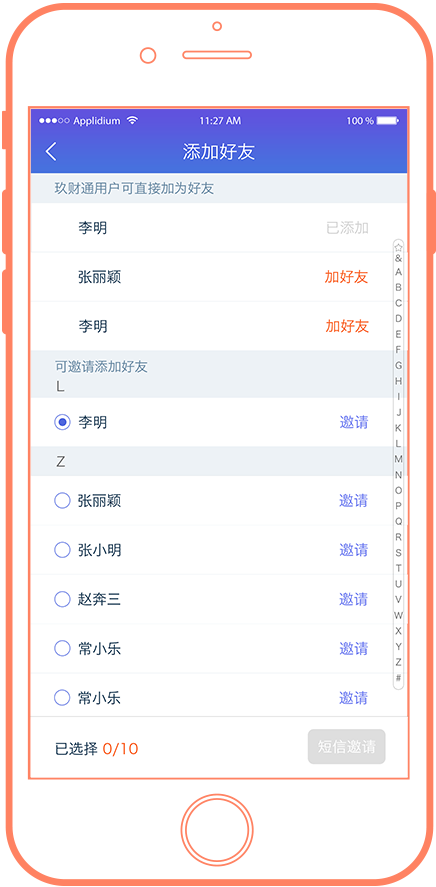 Applidium 11:27 AM 100 %
添加好友
玖财通用户可直接加为好友
李明 已添加
张丽颖 加好友
李明 加好友
可邀请添加好友
L
李明 邀请
Z
张丽颖 邀请
张小明 邀请
赵奔三 邀请
常小乐 邀请
常小乐 邀请
已选择 0/10 短信邀请
&
A
B
C
D
E
F
G
H
I
J
K
L
M
N
O
P
Q
R
S
T
U
V
W
X
Y
Z
#